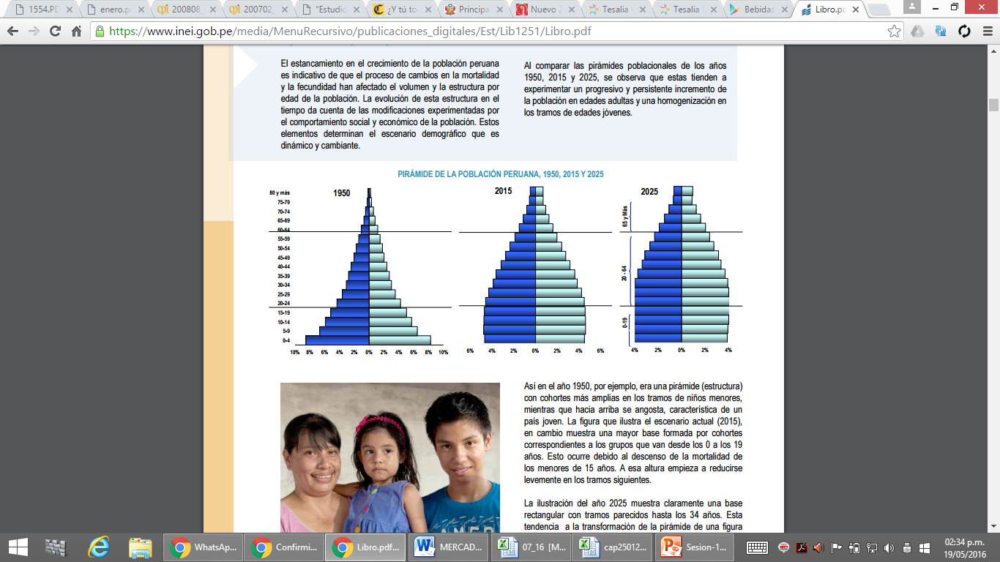 1554.PD
enero.p
200808_
200702_
"Estudio
¿Y tú to
Principa
Nuevo 2
Tesalia
Tesalia
Bebidas
Libro.pd
https://www.inei.gob.pe/media/MenuRecursivo/publicaciones_digitales/Est/Lib1251/Libro.pdf
El estancamiento en el crecimiento de la población peruana
es indicativo de que el proceso de cambios en la mortalidad
y la fecundidad han afectado el volumen y la estructura por
edad de la población. La evolución de esta estructura en el
tiempo da cuenta de las modificaciones experimentadas por
el comportamiento social y económico de la población. Estos
elementos determinan el escenario demográfico que es
dinámico y cambiante.
Al comparar las pirámides poblacionales de los años
1950, 2015 y 2025, se observa que estas tienden a
experimentar un progresivo y persistente incremento de
la población en edades adultas y una homogenización en
los tramos de edades jóvenes.
PIRÁMIDE DE LA POBLACIÓN PERUANA, 1950, 2015 Y 2025
1950
80 y más
75-79
70-74
65-69
60-64
55-59
50-54
45-49
40-44
35-39
30-34
25-29
20-24
15-19
10-14
5-9
0-4
10% 8% 6% 4% 2% 0% 2% 4% 6% 8% 10%
2015
6% 4% 2% 0% 2% 4% 6%
2025
65 y Más
20 - 64
0-19
4% 2% 0% 2% 4%
Así en el año 1950, por ejemplo, era una pirámide (estructura)
con cohortes más amplias en los tramos de niños menores,
mientras que hacia arriba se angosta, característica de un
país joven. La figura que ilustra el escenario actual (2015),
en cambio muestra una mayor base formada por cohortes
correspondientes a los grupos que van desde los 0 a los 19
años. Esto ocurre debido al descenso de la mortalidad de
los menores de 15 años. A esa altura empieza a reducirse
levemente en los tramos siguientes.
La ilustración del año 2025 muestra claramente una base
rectangular con tramos parecidos hasta los 34 años. Esta
tendencia a la transformación de la pirámide de una figura
WhatsAp...
Confirmi...
Libro.pdf...
MERCAD...
07_16 [M...
cap25012...
Sesion-1...
02:34 p.m.
19/05/2016